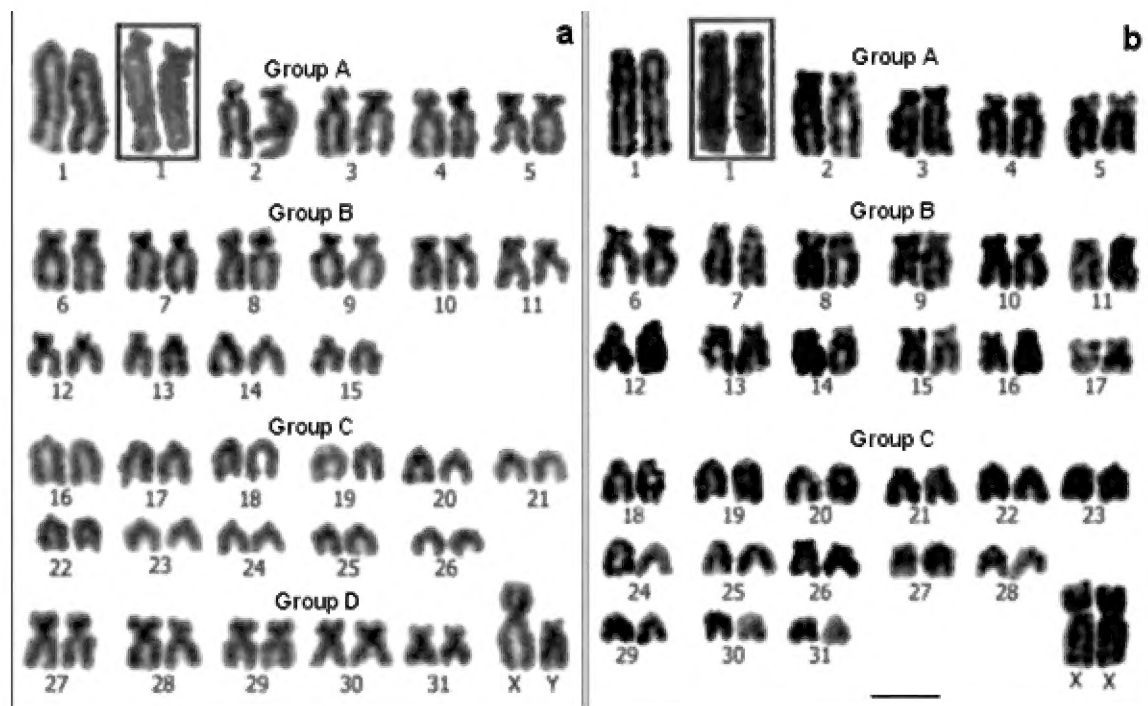 a
Group A
1 1 2 3 4 5
Group B
6 7 8 9 10 11
12 13 14 15
Group C
16 17 18 19 20 21
22 23 24 25 26
Group D
27 28 29 30 31 X Y
b
Group A
1 1 2 3 4 5
Group B
6 7 8 9 10 11
12 13 14 15 16 17
Group C
18 19 20 21 22 23
24 25 26 27 28
29 30 31 X X